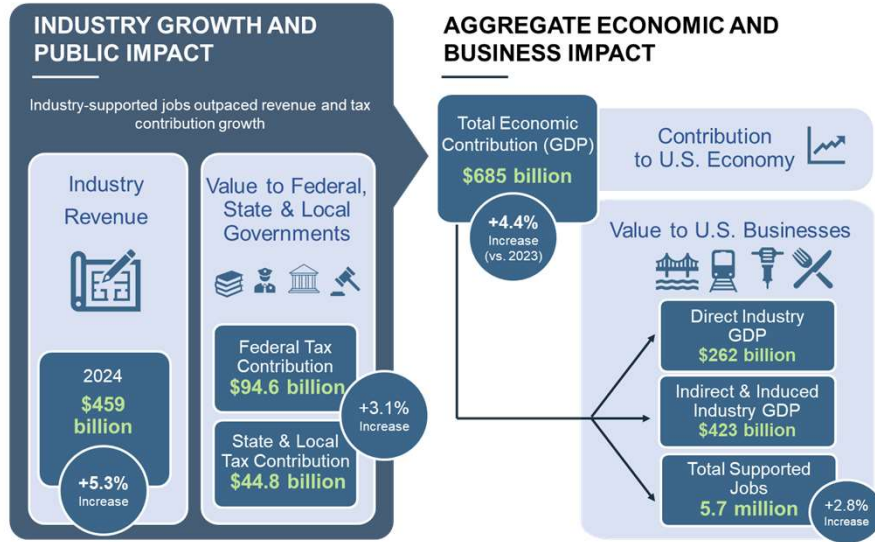 INDUSTRY GROWTH AND
PUBLIC IMPACT
Industry-supported jobs outpaced revenue and tax
contribution growth
Industry
Revenue
2024
$459
billion
+5.3%
Increase
Value to Federal,
State & Local
Governments
Federal Tax
Contribution
$94.6 billion
+3.1%
Increase
State & Local
Tax Contribution
$44.8 billion
AGGREGATE ECONOMIC AND
BUSINESS IMPACT
Total Economic
Contribution (GDP)
$685 billion
+4.4%
Increase
(vs. 2023)
Contribution
to U.S. Economy
Value to U.S. Businesses
Direct Industry
GDP
$262 billion
Indirect & Induced
Industry GDP
$423 billion
Total Supported
Jobs
5.7 million
+2.8%
Increase